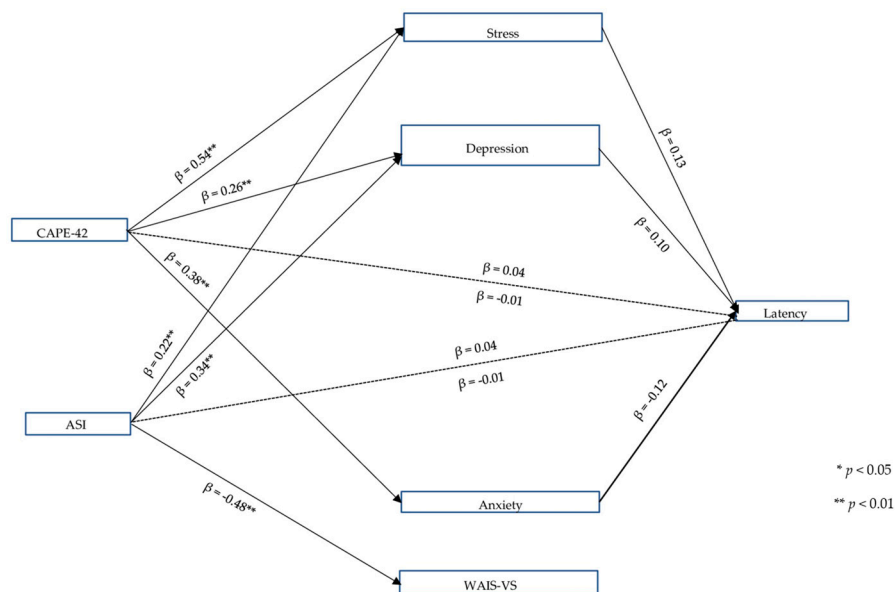 Stress
β = 0.13
Depression
β = 0.54**
β = 0.26**
β = 0.10
CAPE-42
β = 0.38**
β = 0.04
β = -0.01
Latency
β = 0.22**
β = 0.34**
β = 0.04
β = -0.01
β = -0.12
ASI
* p < 0.05
β = -0.48**
Anxiety
** p < 0.01
WAIS-VS